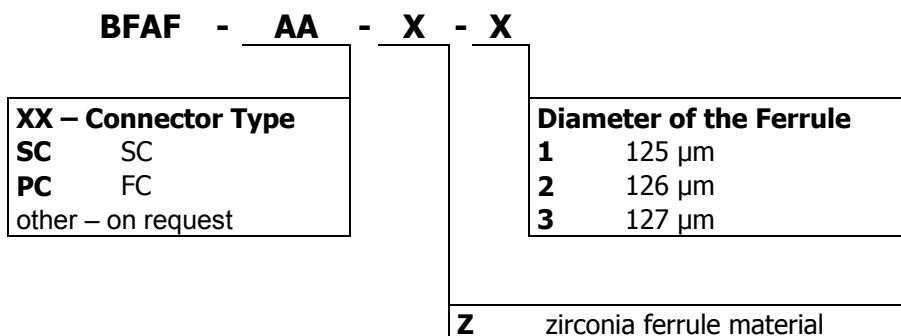 BFAF - AA - X - X
XX – Connector Type
SC SC
PC FC
other – on request
Diameter of the Ferrule
1 125 µm
2 126 µm
3 127 µm
Z zirconia ferrule material